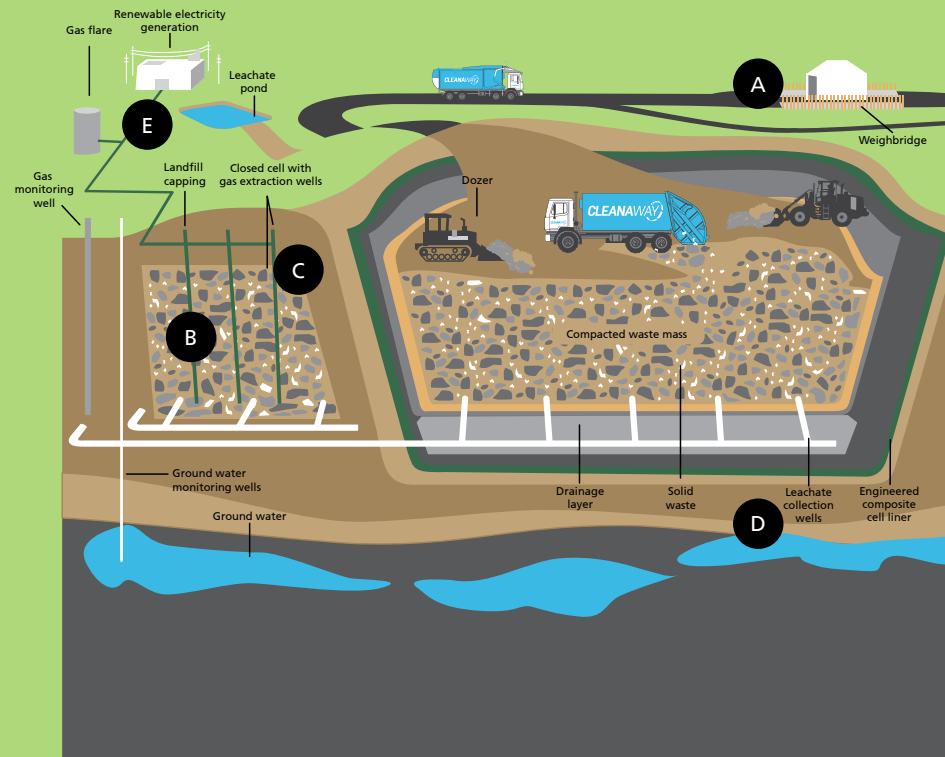 Renewable electricity
generation
Gas flare
Leachate
pond
CLEANAWAY
A
E
Weighbridge
Landfill
capping
Closed cell with
gas extraction wells
Gas
monitoring
well
Dozer
CLEANAWAY
C
B
Compacted waste mass
Ground water
monitoring wells
Drainage
layer
Solid
waste
Leachate
collection
wells
Engineered
composite
cell liner
Ground water
D